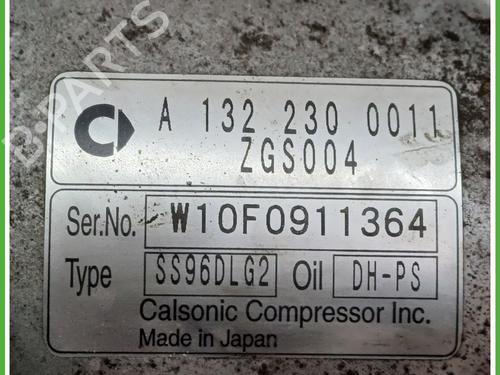 A 132 230 0011
ZGS004
Ser.No. W10F0911364
Type SS96DLG2 Oil DH-PS
Calsonic Compressor Inc.
Made in Japan
B-PARTS